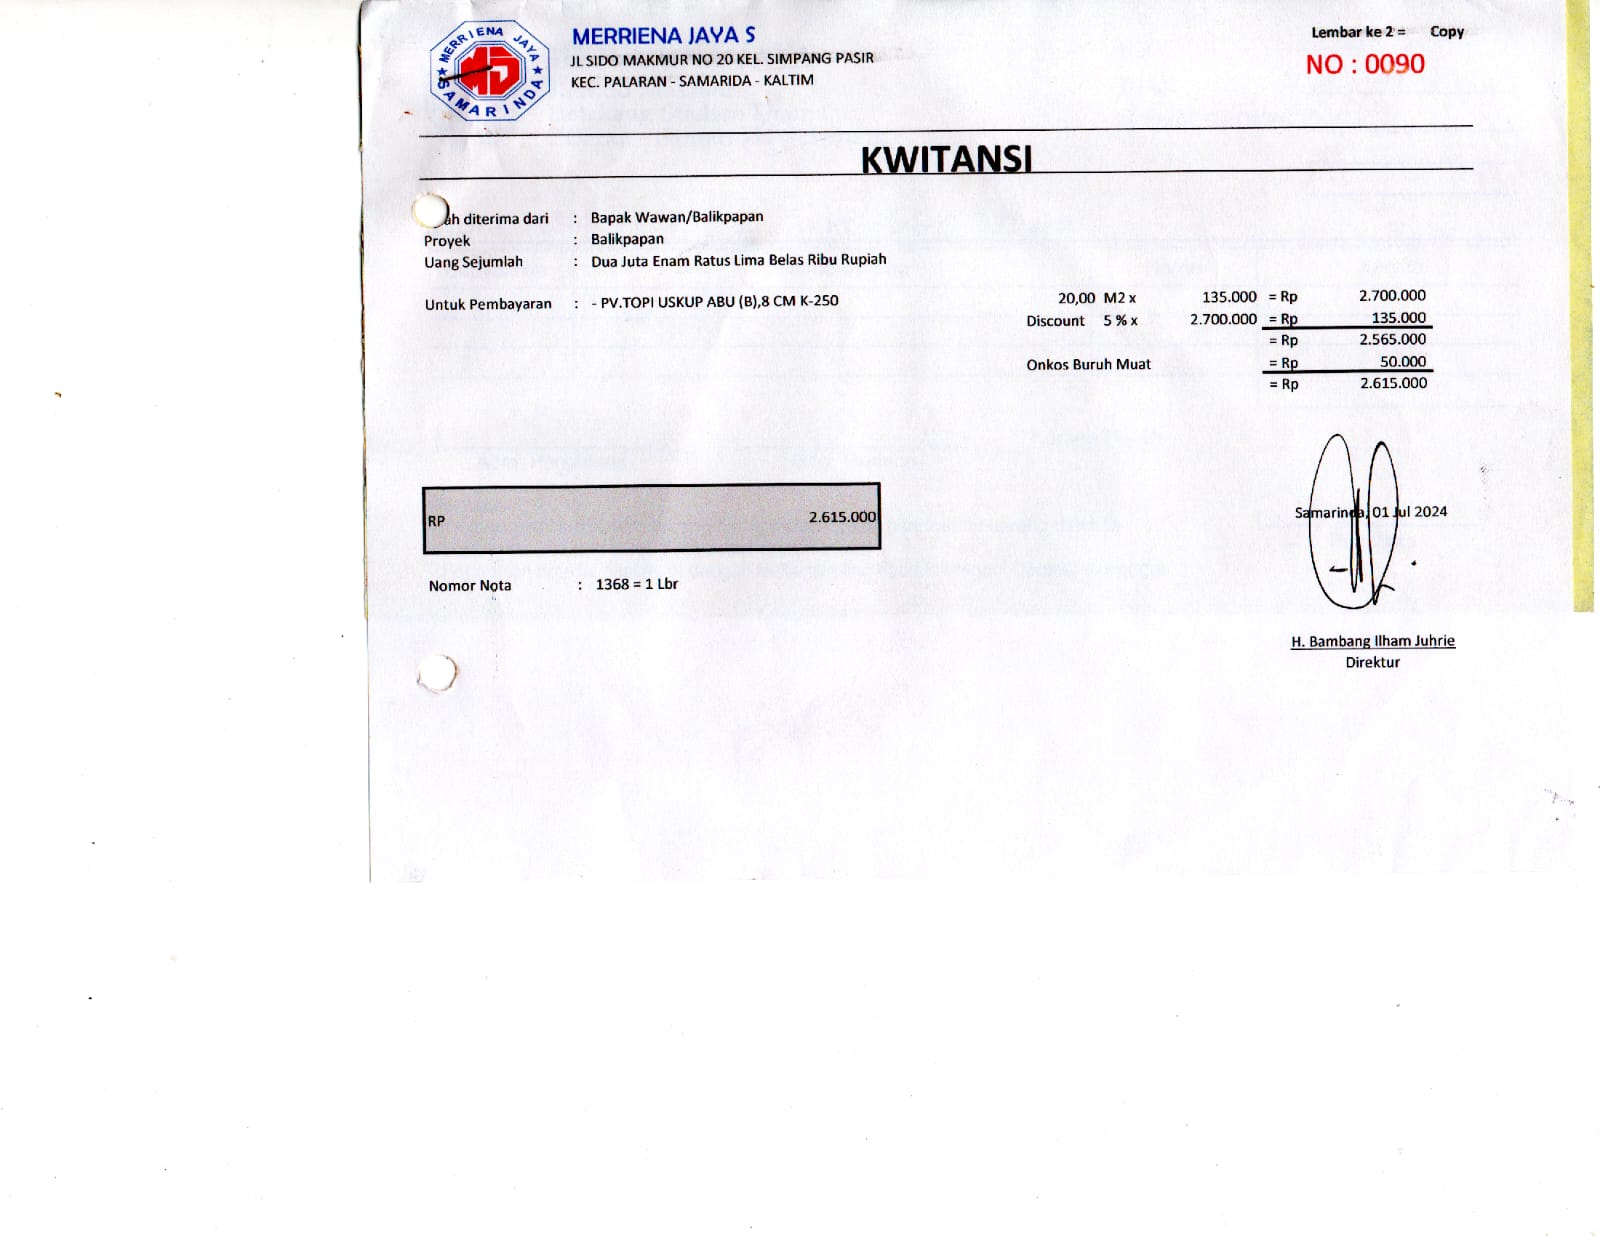 MERRIENA JAYA
SAMARINDA
MERRIENA JAYA S
JL SIDO MAKMUR NO 20 KEL. SIMPANG PASIR
KEC. PALARAN - SAMARIDA - KALTIM
Lembar ke 2 = Copy
NO : 0090
KWITANSI
diterima dari : Bapak Wawan/Balikpapan
Proyek : Balikpapan
Uang Sejumlah : Dua Juta Enam Ratus Lima Belas Ribu Rupiah
Untuk Pembayaran : - PV.TOPI USKUP ABU (B),8 CM K-250 20,00 M2 x 135.000 = Rp 2.700.000
Discount 5 % x 2.700.000 = Rp 135.000
= Rp 2.565.000
Onkos Buruh Muat = Rp 50.000
= Rp 2.615.000
RP 2.615.000
Samarinda, 01 Jul 2024
Nomor Nota : 1368 = 1 Lbr
H. Bambang Ilham Juhrie
Direktur